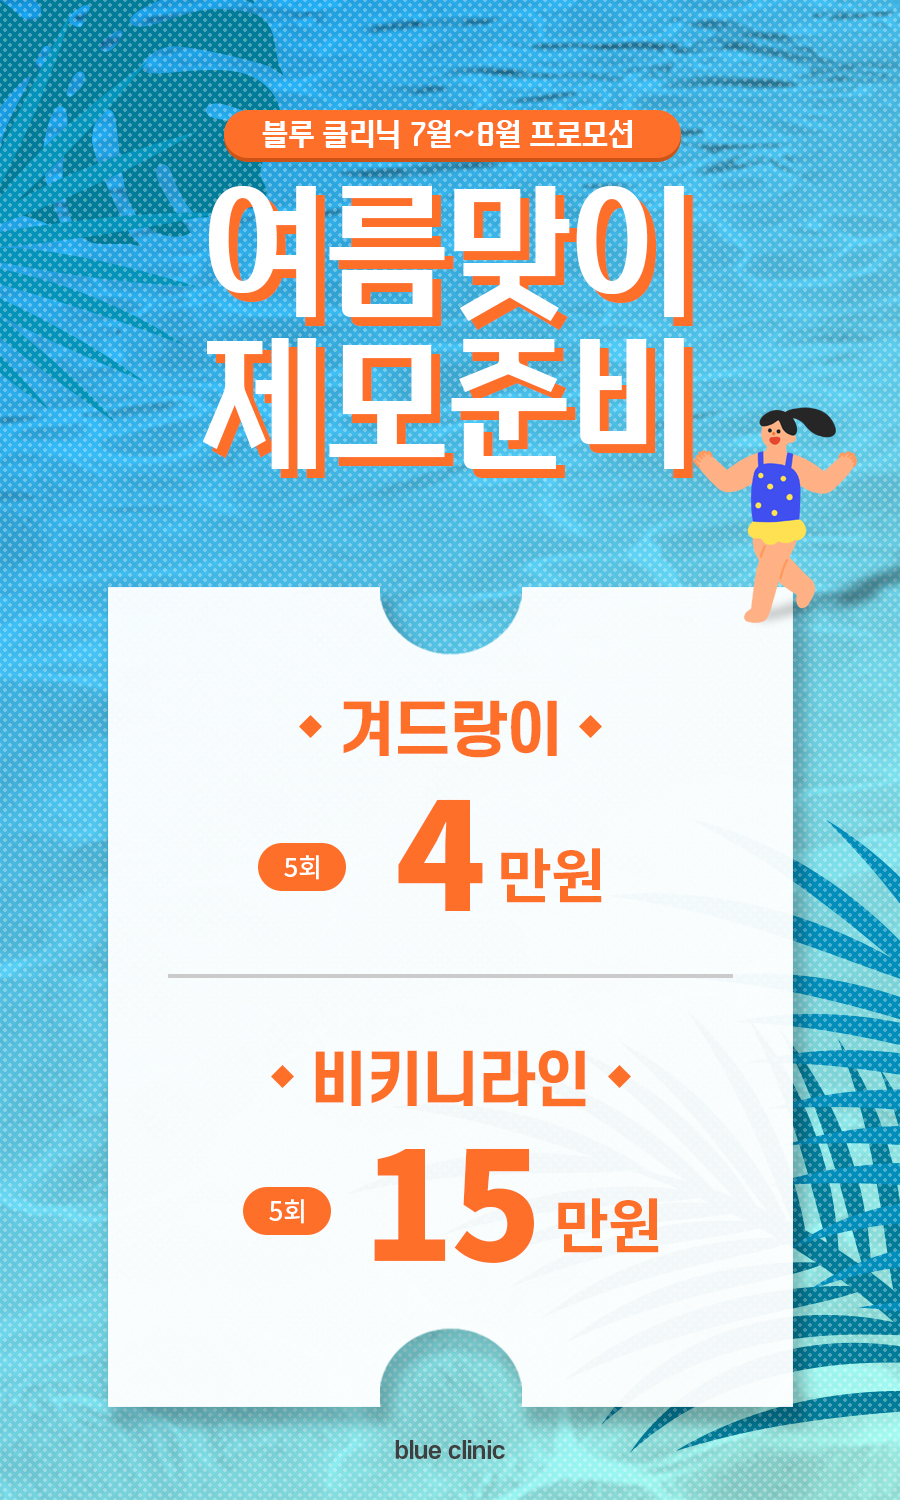 블루 클리닉 7월~8월 프로모션
여름맞이
제모준비
◆ 겨드랑이 ◆
5회 4만원
◆ 비키니라인 ◆
5회 15만원
blue clinic